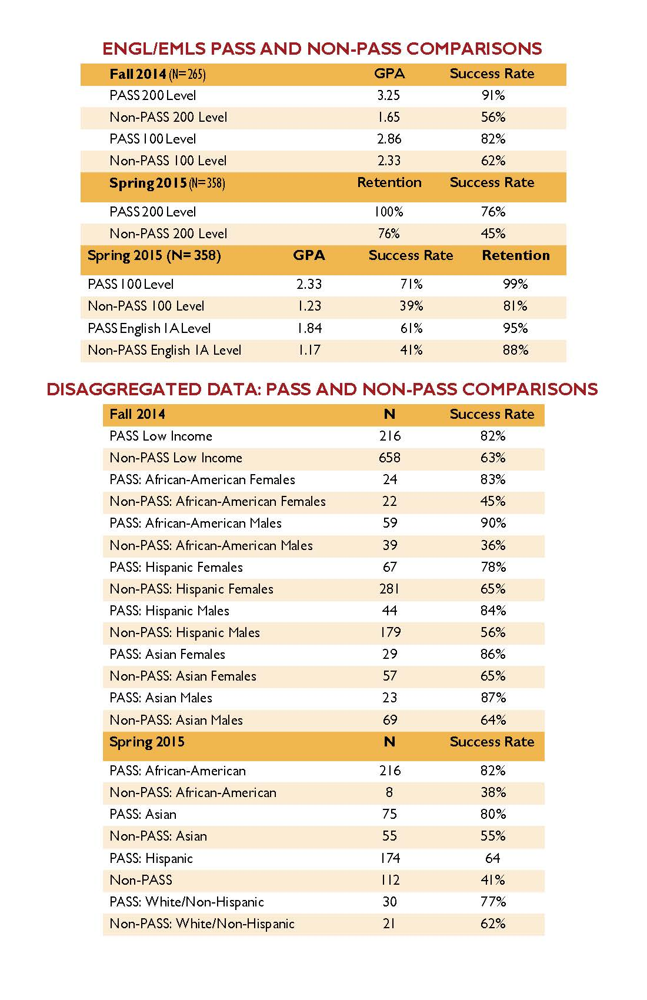 ENGL/EMLS PASS AND NON-PASS COMPARISONS
Fall 2014 (N=265) GPA Success Rate
PASS 200 Level 3.25 91%
Non-PASS 200 Level 1.65 56%
PASS 100 Level 2.86 82%
Non-PASS 100 Level 2.33 62%
Spring 2015 (N=358) Retention Success Rate
PASS 200 Level 100% 76%
Non-PASS 200 Level 76% 45%
Spring 2015 (N= 358) GPA Success Rate Retention
PASS 100 Level 2.33 71% 99%
Non-PASS 100 Level 1.23 39% 81%
PASS English 1A Level 1.84 61% 95%
Non-PASS English 1A Level 1.17 41% 88%
DISAGGREGATED DATA: PASS AND NON-PASS COMPARISONS
Fall 2014 N Success Rate
PASS Low Income 216 82%
Non-PASS Low Income 658 63%
PASS: African-American Females 24 83%
Non-PASS: African-American Females 22 45%
PASS: African-American Males 59 90%
Non-PASS: African-American Males 39 36%
PASS: Hispanic Females 67 78%
Non-PASS: Hispanic Females 281 65%
PASS: Hispanic Males 44 84%
Non-PASS: Hispanic Males 179 56%
PASS: Asian Females 29 86%
Non-PASS: Asian Females 57 65%
PASS: Asian Males 23 87%
Non-PASS: Asian Males 69 64%
Spring 2015 N Success Rate
PASS: African-American 216 82%
Non-PASS: African-American 8 38%
PASS: Asian 75 80%
Non-PASS: Asian 55 55%
PASS: Hispanic 174 64
Non-PASS 112 41%
PASS: White/Non-Hispanic 30 77%
Non-PASS: White/Non-Hispanic 21 62%